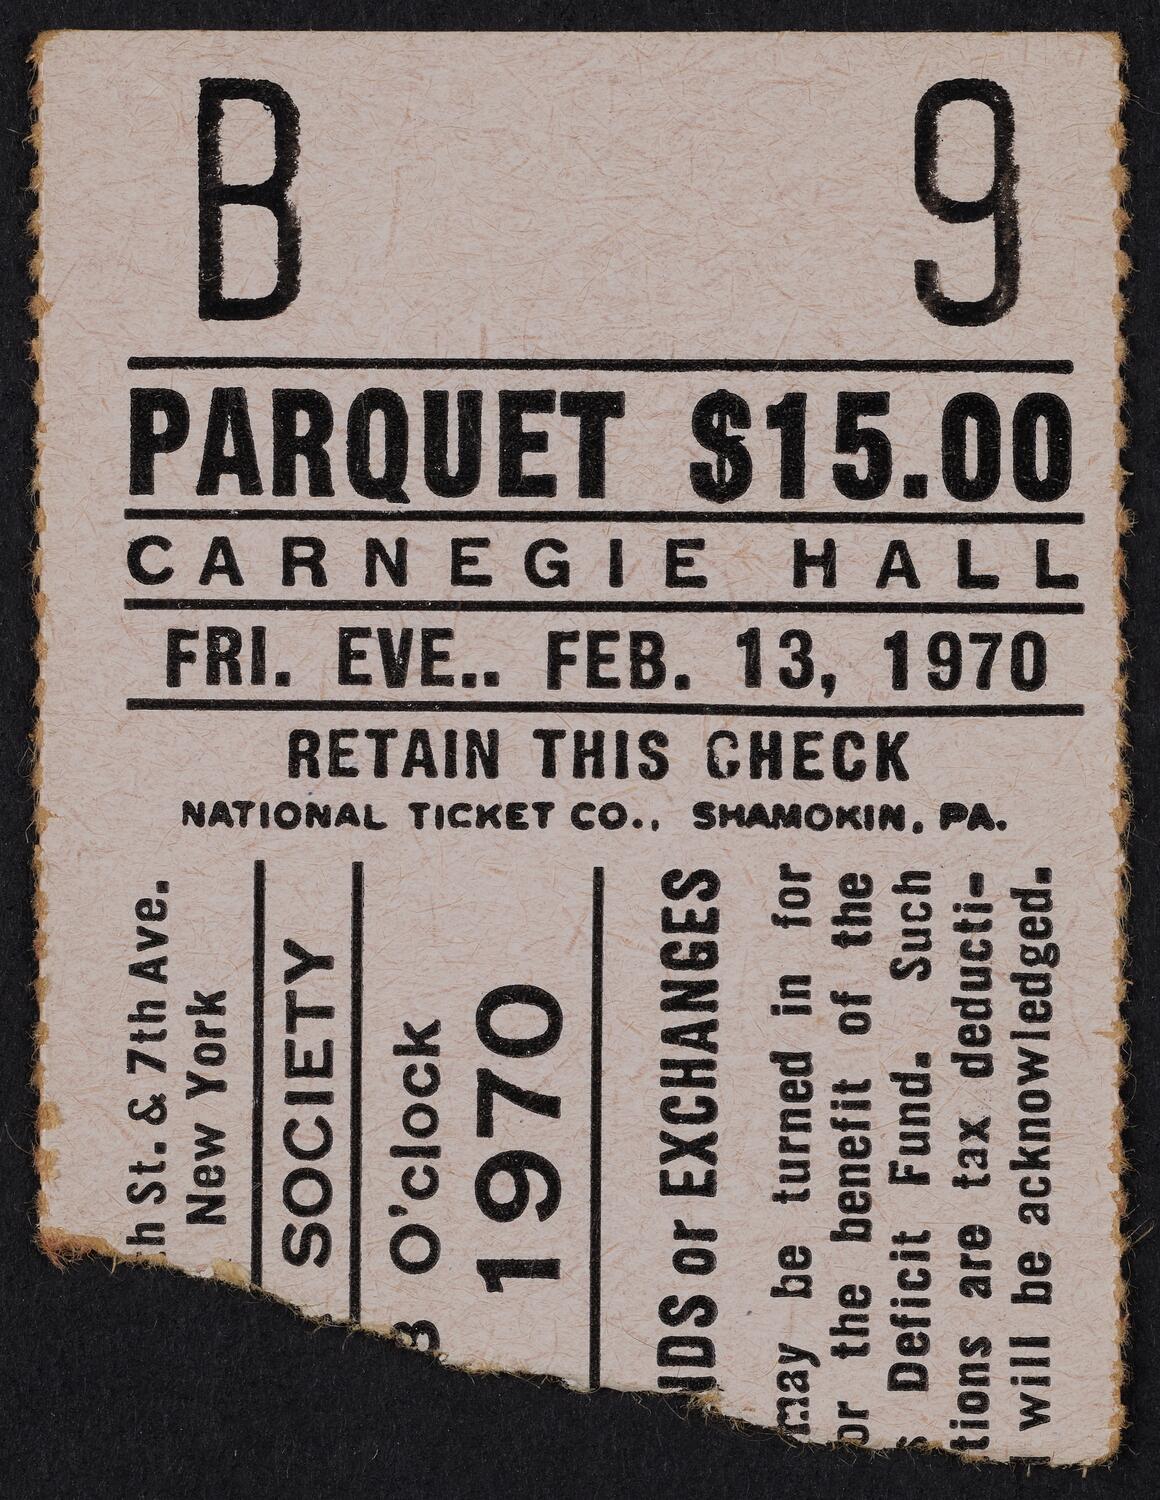 B 9
PARQUET $15.00
CARNEGIE HALL
FRI. EVE.. FEB. 13, 1970
RETAIN THIS CHECK
NATIONAL TICKET CO., SHAMOKIN, PA.
h St. & 7th Ave.
New York
SOCIETY
O'clock
1970
NDS or EXCHANGES
may be turned in for
or the benefit of the
Deficit Fund. Such
tions are tax deducti-
will be acknowledged.